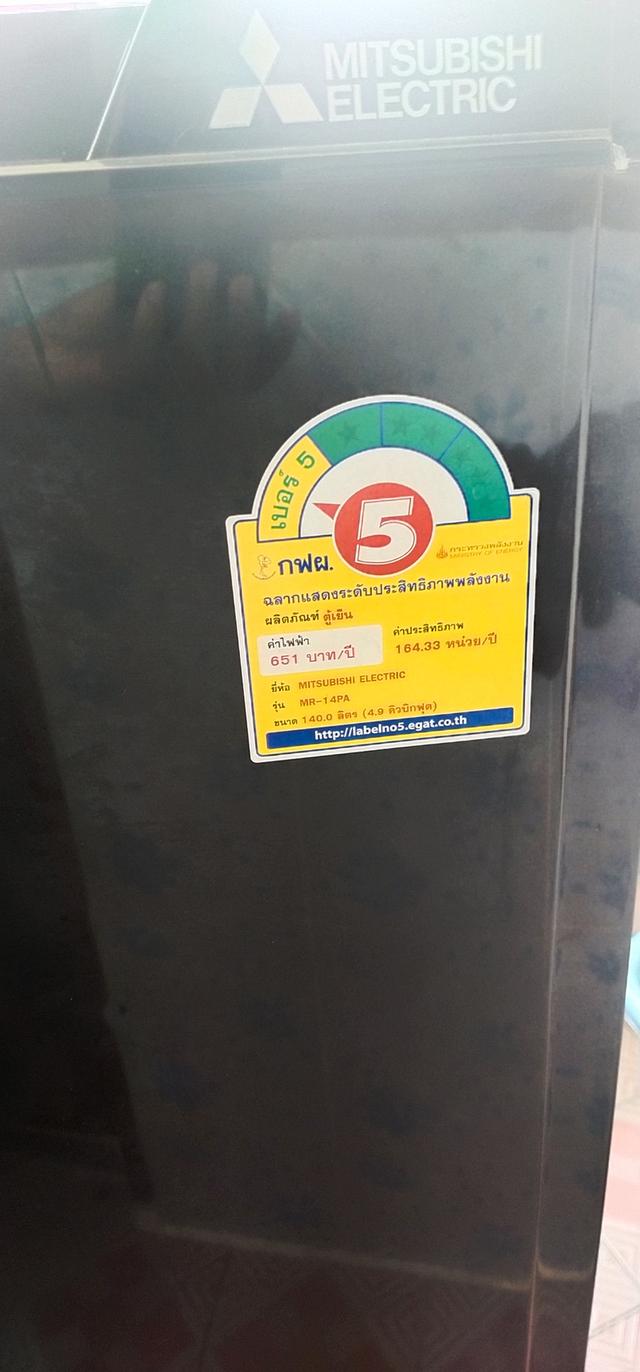 MITSUBISHI
ELECTRIC
เบอร์ 5
5
กฟผ.
กระทรวงพลังงาน
MINISTRY OF ENERGY
ฉลากแสดงระดับประสิทธิภาพพลังงาน
ผลิตภัณฑ์ ตู้เย็น
ค่าไฟฟ้า
651 บาท/ปี
ค่าประสิทธิภาพ
164.33 หน่วย/ปี
ยี่ห้อ MITSUBISHI ELECTRIC
รุ่น MR-14PA
ขนาด 140.0 ลิตร (4.9 คิวบิกฟุต)
http://labelno5.egat.co.th